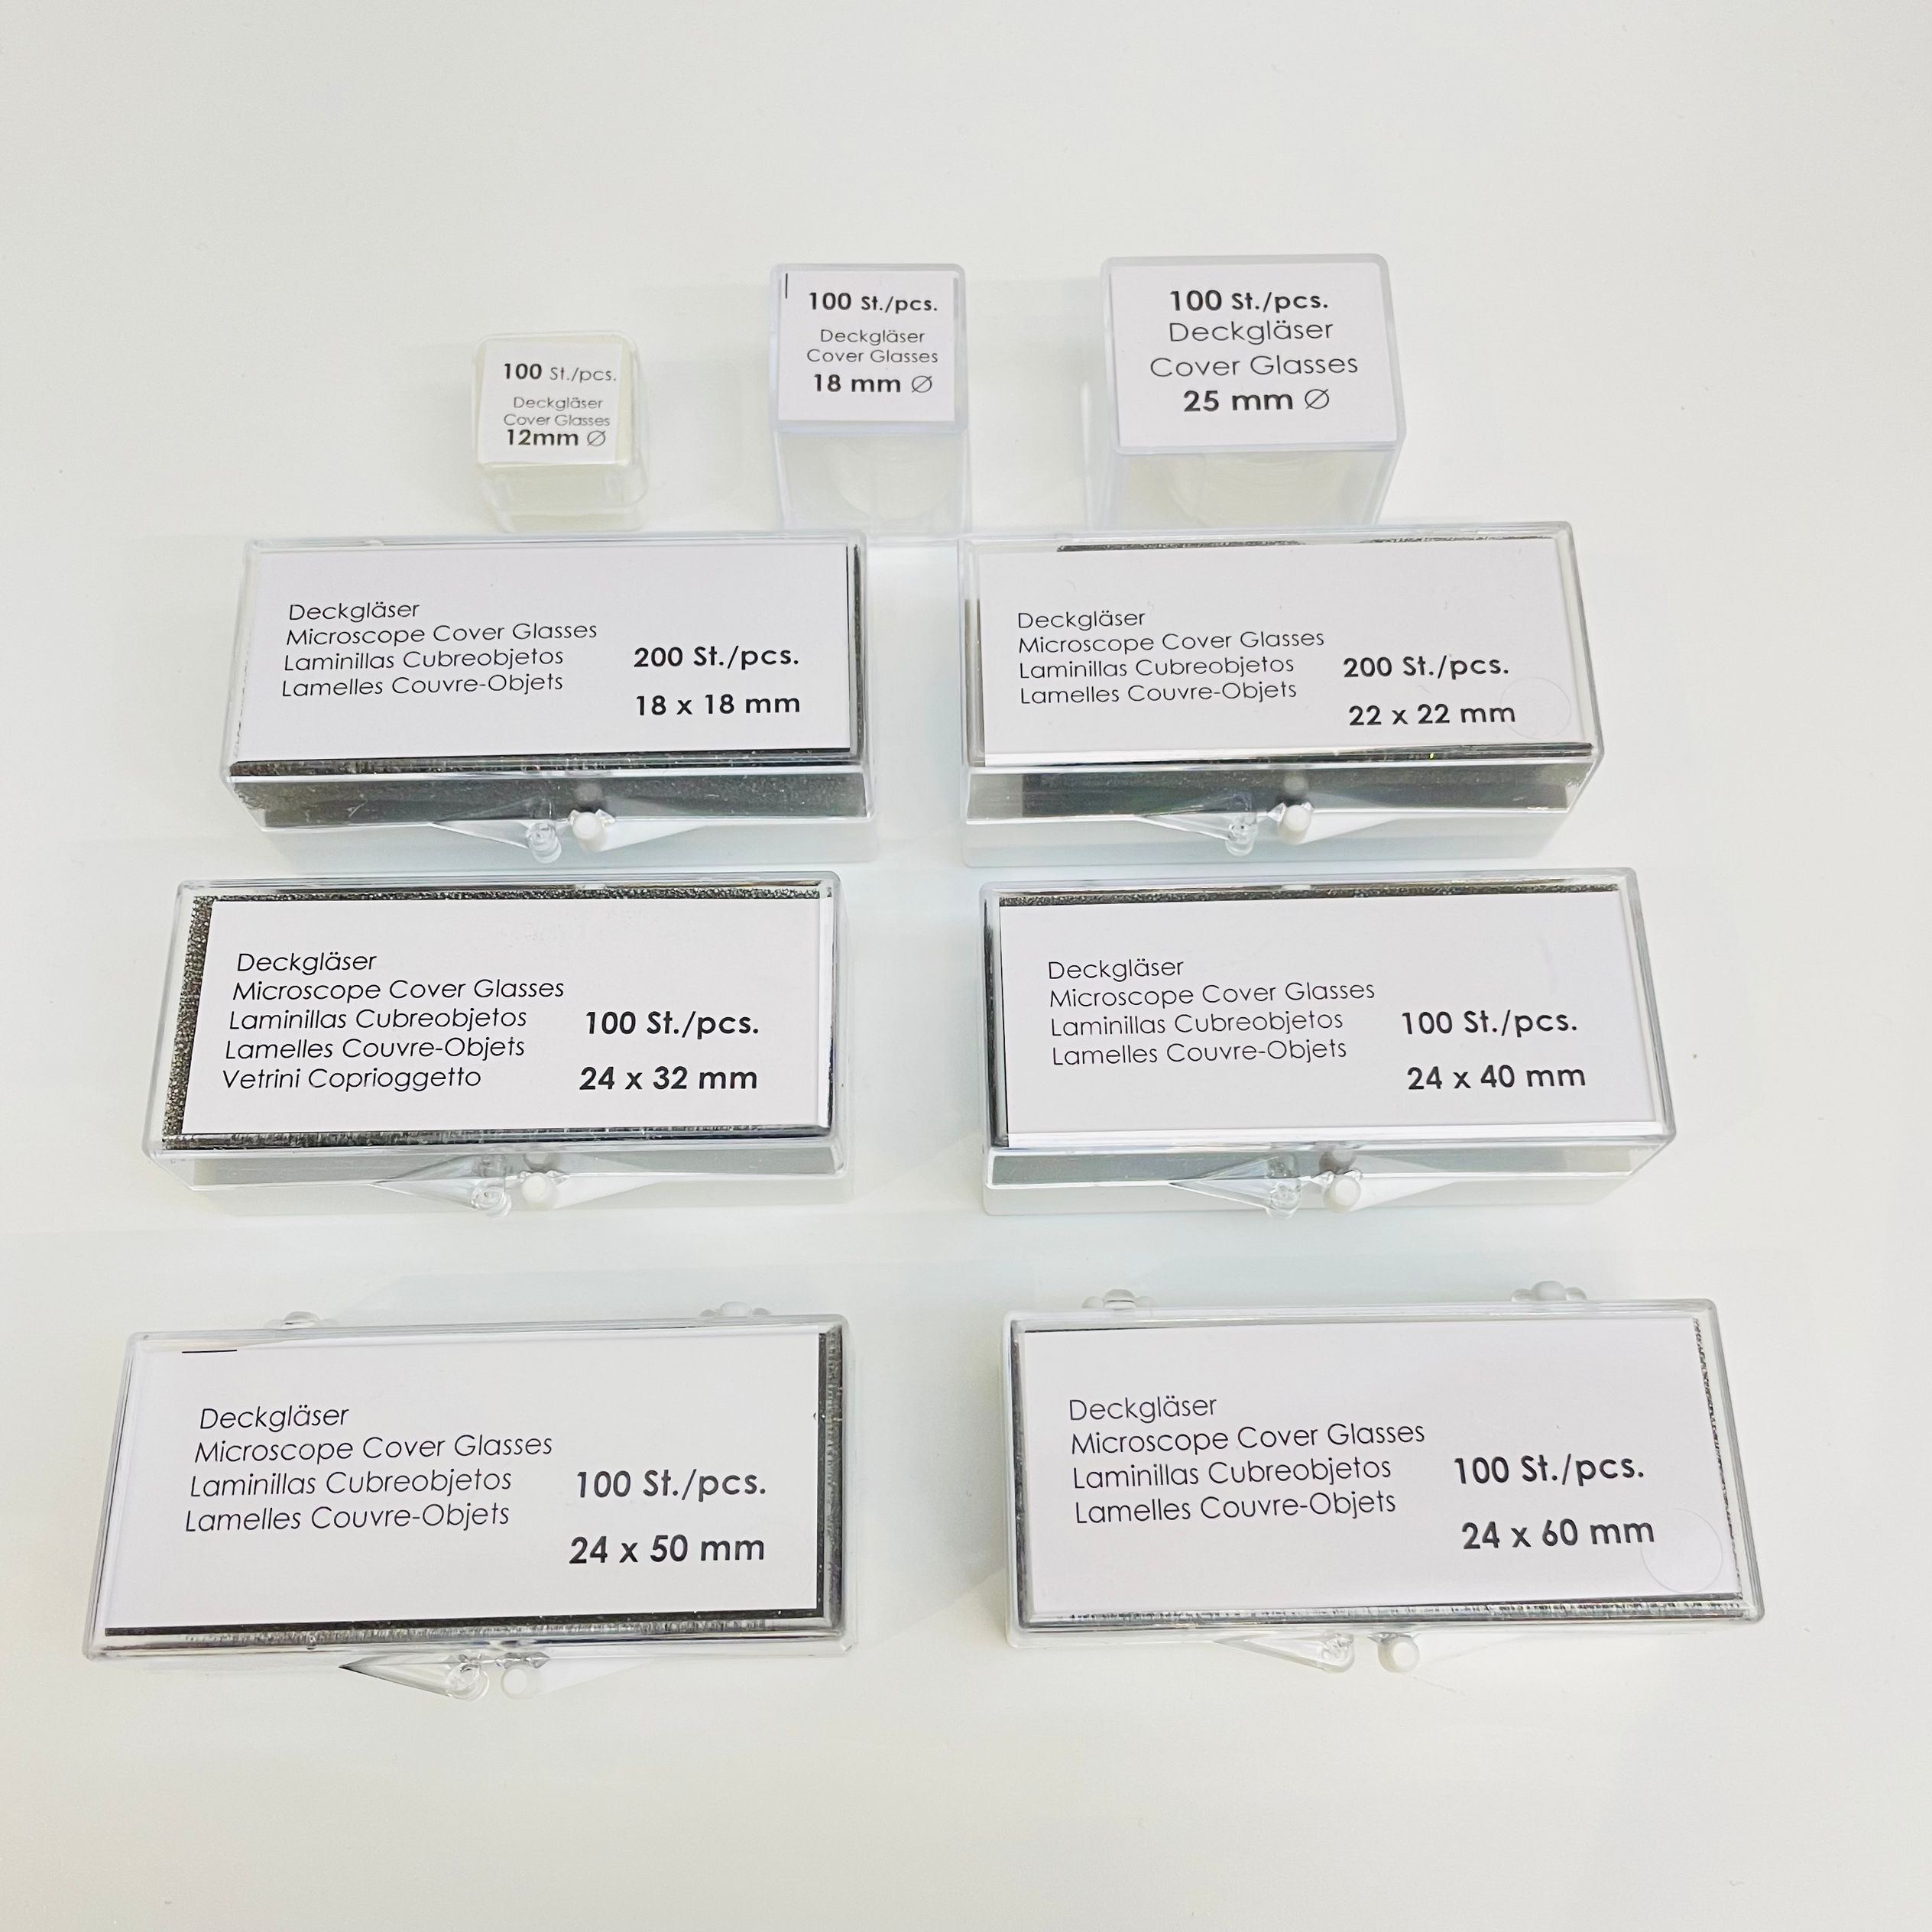 100 St./pcs.
Deckgläser
Cover Glasses
12mm Ø
100 St./pcs.
Deckgläser
Cover Glasses
18 mm Ø
100 St./pcs.
Deckgläser
Cover Glasses
25 mm Ø
Deckgläser
Microscope Cover Glasses
Laminillas Cubreobjetos
Lamelles Couvre-Objets
200 St./pcs.
18 x 18 mm
Deckgläser
Microscope Cover Glasses
Laminillas Cubreobjetos
Lamelles Couvre-Objets
200 St./pcs.
22 x 22 mm
Deckgläser
Microscope Cover Glasses
Laminillas Cubreobjetos
Lamelles Couvre-Objets
Vetrini Coprioggetto
100 St./pcs.
24 x 32 mm
Deckgläser
Microscope Cover Glasses
Laminillas Cubreobjetos
Lamelles Couvre-Objets
100 St./pcs.
24 x 40 mm
Deckgläser
Microscope Cover Glasses
Laminillas Cubreobjetos
Lamelles Couvre-Objets
100 St./pcs.
24 x 50 mm
Deckgläser
Microscope Cover Glasses
Laminillas Cubreobjetos
Lamelles Couvre-Objets
100 St./pcs.
24 x 60 mm